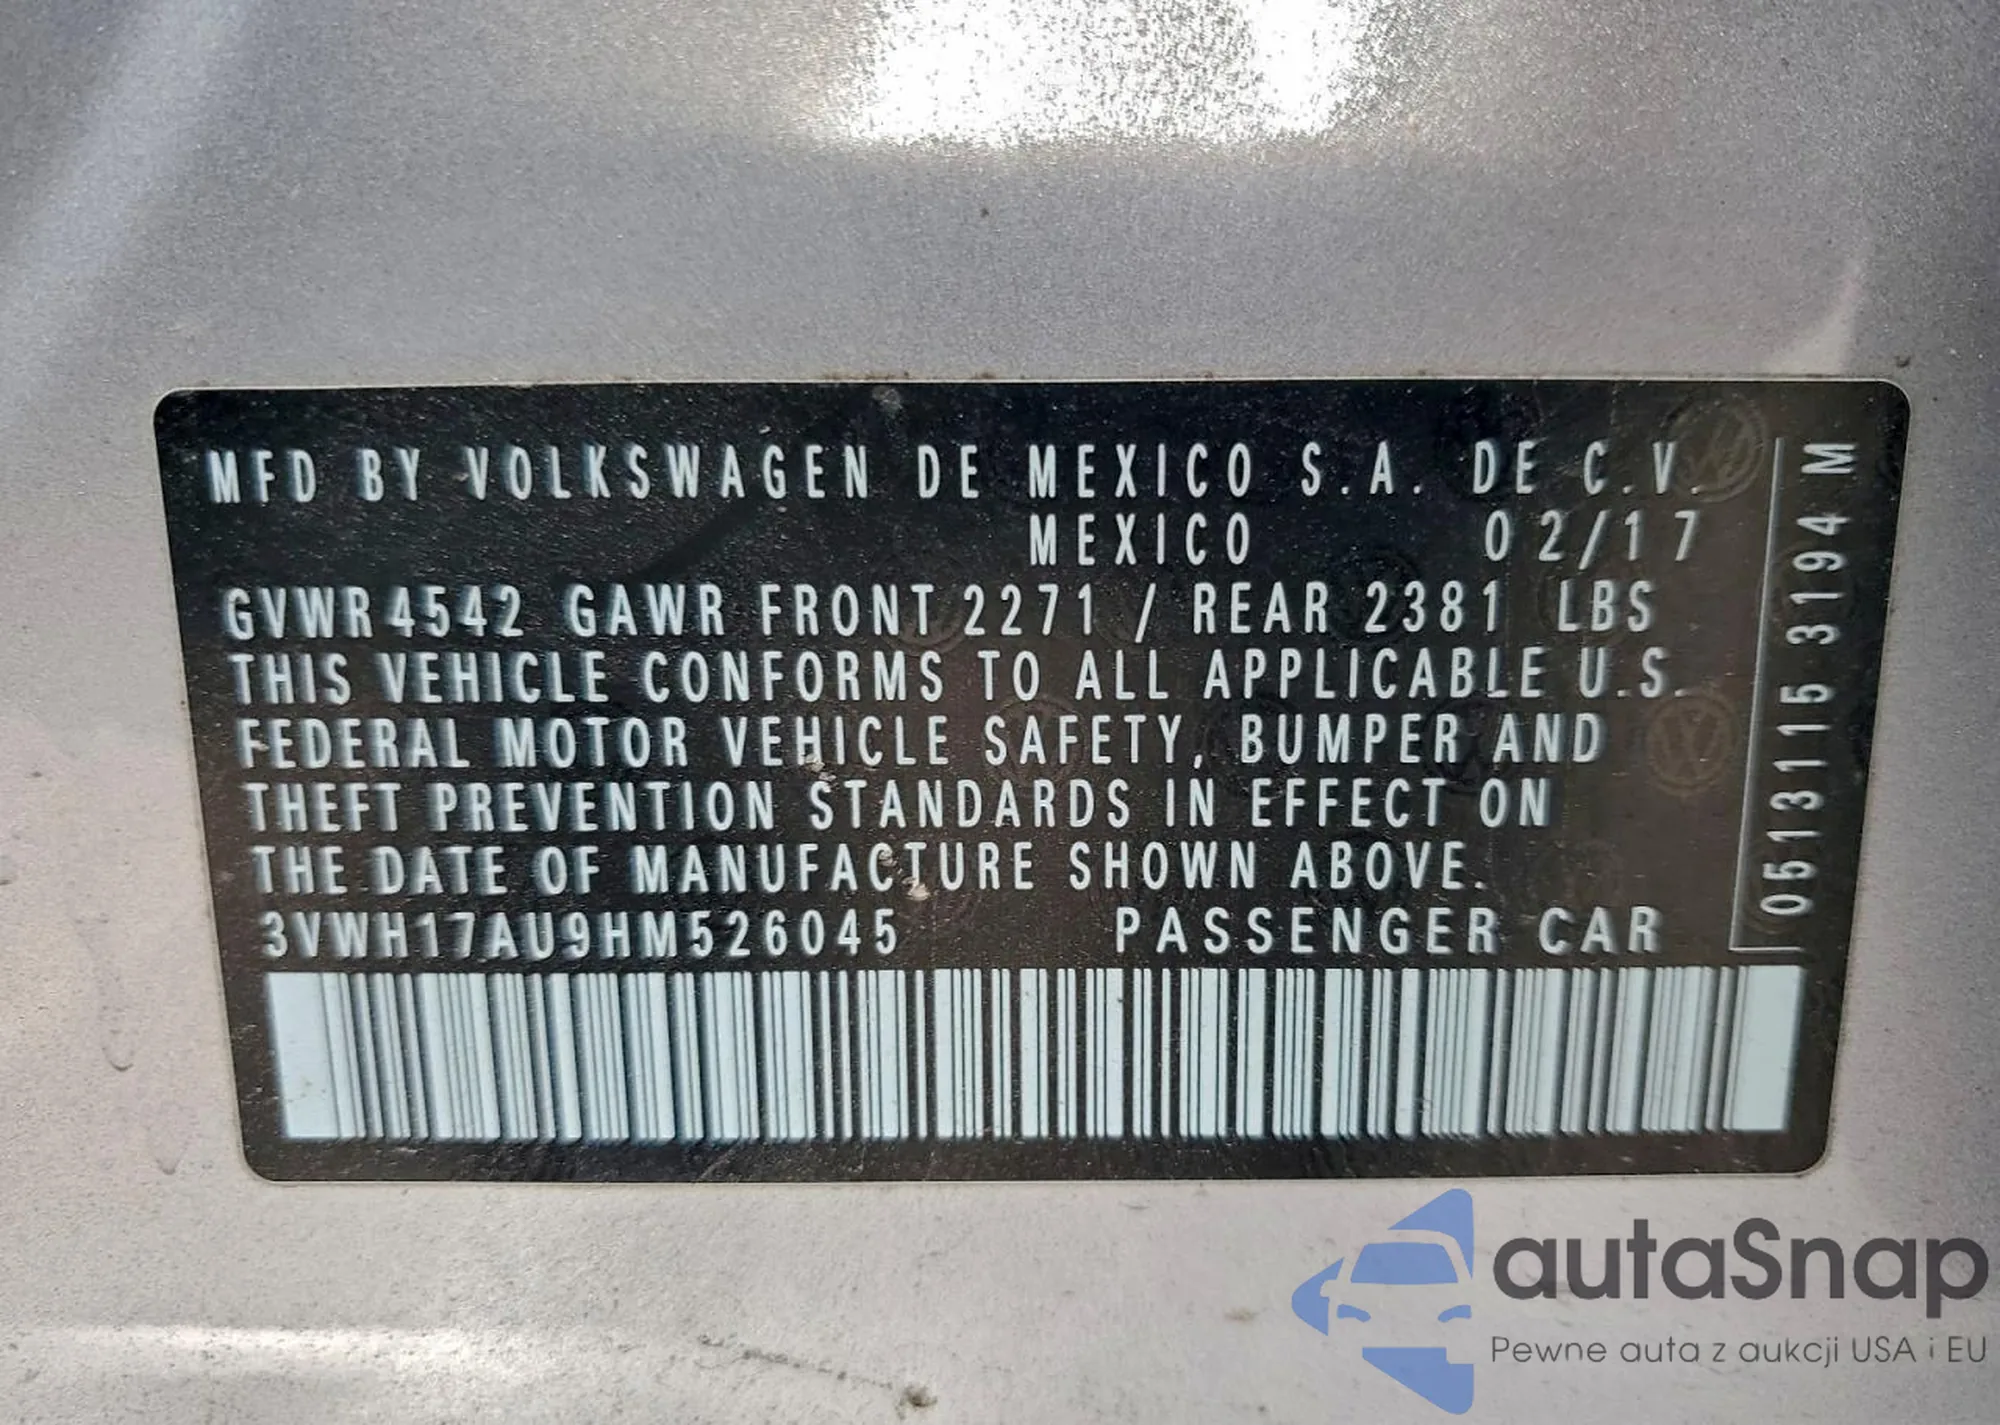 MFD BY VOLKSWAGEN DE MEXICO S.A. DE C.V.
MEXICO 02/17
GVWR 4542 GAWR FRONT 2271 / REAR 2381 LBS
THIS VEHICLE CONFORMS TO ALL APPLICABLE U.S.
FEDERAL MOTOR VEHICLE SAFETY, BUMPER AND
THEFT PREVENTION STANDARDS IN EFFECT ON
THE DATE OF MANUFACTURE SHOWN ABOVE.
3VWH17AU9HM526045 PASSENGER CAR
0513115 3194 M
autaSnap
Pewne auta z aukcji USA i EU